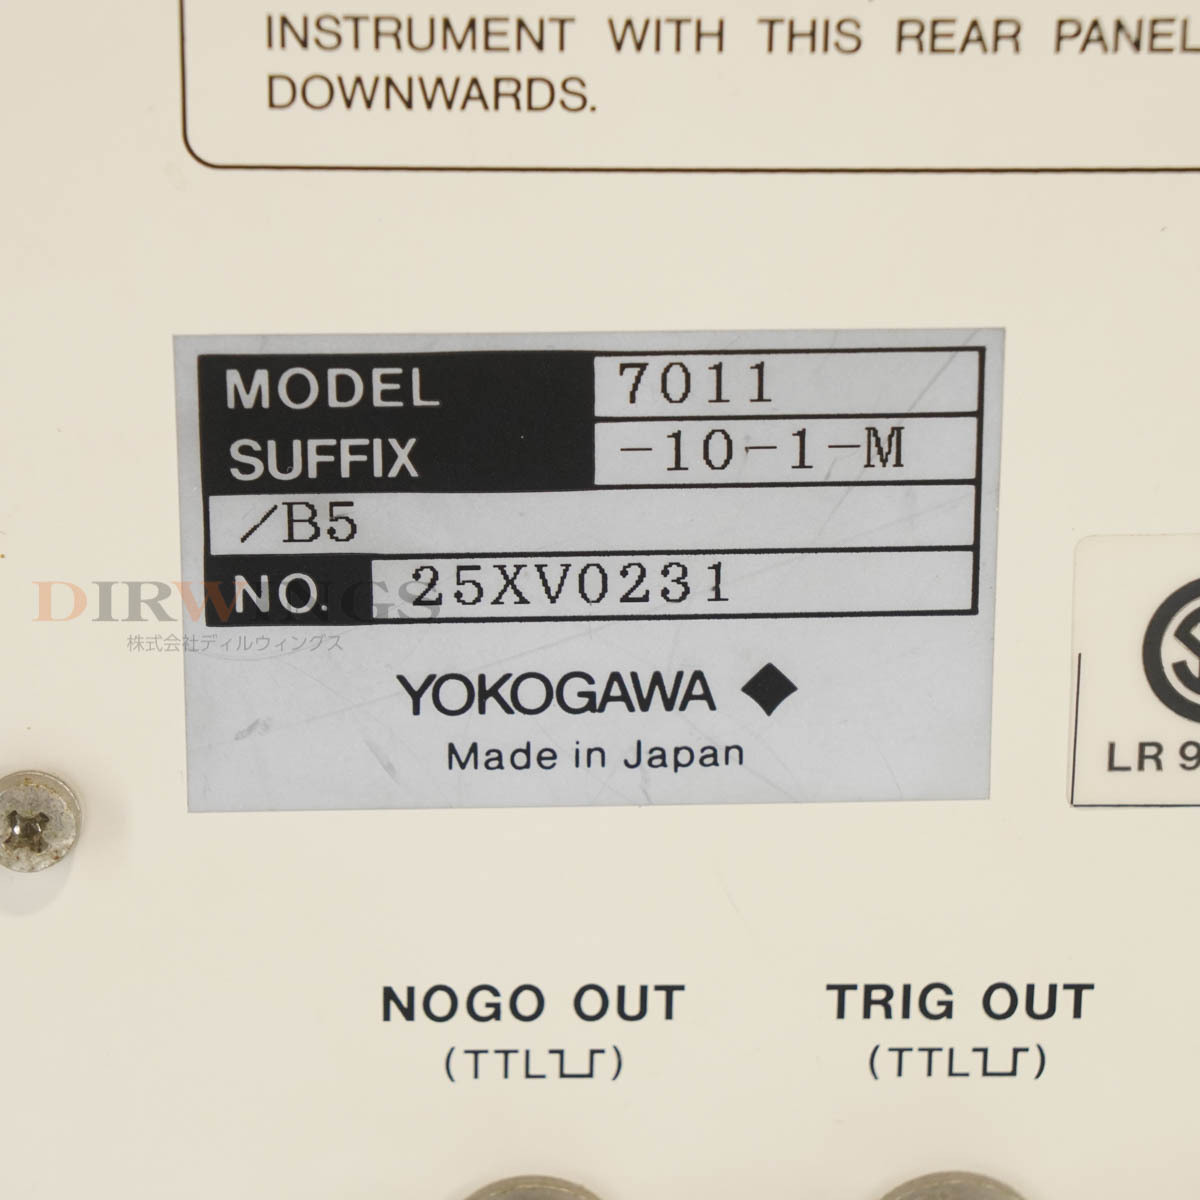 INSTRUMENT WITH THIS REAR PANEL
DOWNWARDS.
MODEL 7011
SUFFIX -10-1-M
/B5
NO. 25XV0231
DIRWINGS
株式会社ディルウィングス
YOKOGAWA
Made in Japan
LR 9
NOGO OUT
(TTL)
TRIG OUT
(TTL)